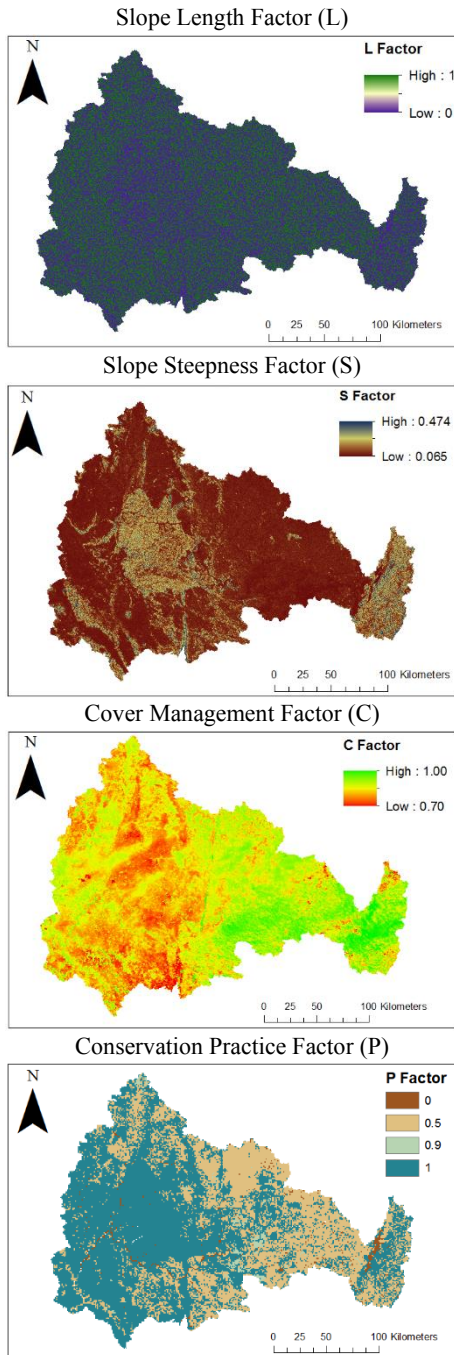 Slope Length Factor (L)
N
L Factor
High : 1
Low : 0
0 25 50 100 Kilometers
Slope Steepness Factor (S)
N
S Factor
High : 0.474
Low : 0.065
0 25 50 100 Kilometers
Cover Management Factor (C)
N
C Factor
High : 1.00
Low : 0.70
0 25 50 100 Kilometers
Conservation Practice Factor (P)
N
P Factor
0
0.5
0.9
1
0 25 50 100 Kilometers